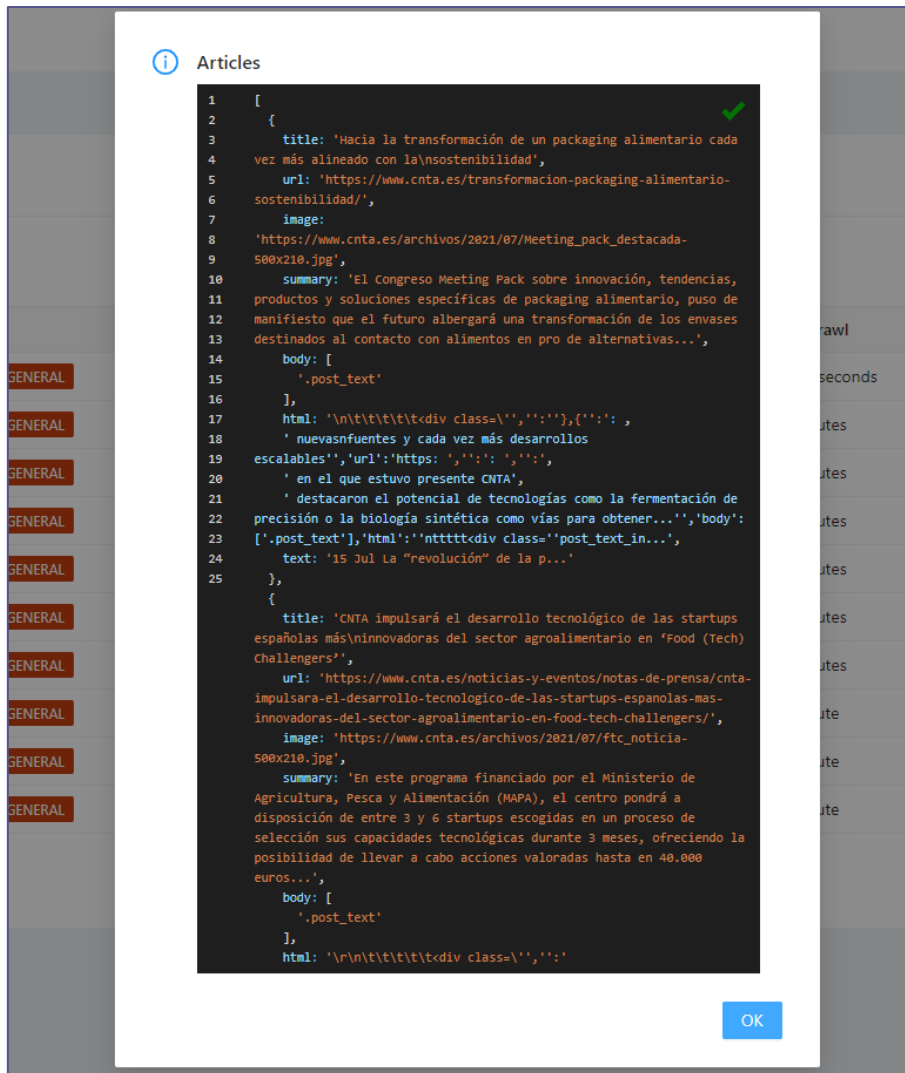 Articles
1 [
2 {
3 title: 'Hacia la transformación de un packaging alimentario cada
4 vez más alineado con la\nsostenibilidad',
5 url: 'https://www.cnta.es/transformacion-packaging-alimentario-
6 sostenibilidad/',
7 image:
8 'https://www.cnta.es/archivos/2021/07/Meeting_pack_destacada-
9 500x210.jpg',
10 summary: 'El Congreso Meeting Pack sobre innovación, tendencias,
11 productos y soluciones específicas de packaging alimentario, puso de
12 manifiesto que el futuro albergará una transformación de los envases
13 destinados al contacto con alimentos en pro de alternativas...',
14 body: [
15 '.post_text'
16 ],
17 html: '\n\t\t\t\t\t<div class=\'','':''},{'':': ,
18 ' nuevasnfuentes y cada vez más desarrollos
19 escalables'','url':'https: ','':': ','':',
20 ' en el que estuvo presente CNTA',
21 ' destacaron el potencial de tecnologías como la fermentación de
22 precisión o la biología sintética como vías para obtener...'','body':
23 ['.post_text'],'html':''nttttt<div class=''post_text_in...',
24 text: '15 Jul La “revolución” de la p...'
25 },
{
title: 'CNTA impulsará el desarrollo tecnológico de las startups
españolas más\ninnovadoras del sector agroalimentario en ‘Food (Tech)
Challengers’',
url: 'https://www.cnta.es/noticias-y-eventos/notas-de-prensa/cnta-
impulsara-el-desarrollo-tecnologico-de-las-startups-espanolas-mas-
innovadoras-del-sector-agroalimentario-en-food-tech-challengers/',
image: 'https://www.cnta.es/archivos/2021/07/ftc_noticia-
500x210.jpg',
summary: 'En este programa financiado por el Ministerio de
Agricultura, Pesca y Alimentación (MAPA), el centro pondrá a
disposición de entre 3 y 6 startups escogidas en un proceso de
selección sus capacidades tecnológicas durante 3 meses, ofreciendo la
posibilidad de llevar a cabo acciones valoradas hasta en 40.000
euros...',
body: [
'.post_text'
],
html: '\r\n\t\t\t\t\t<div class=\'','':'
OK
rawl
GENERAL seconds
GENERAL utes
GENERAL utes
GENERAL utes
GENERAL utes
GENERAL utes
GENERAL utes
GENERAL ute
GENERAL ute
GENERAL ute